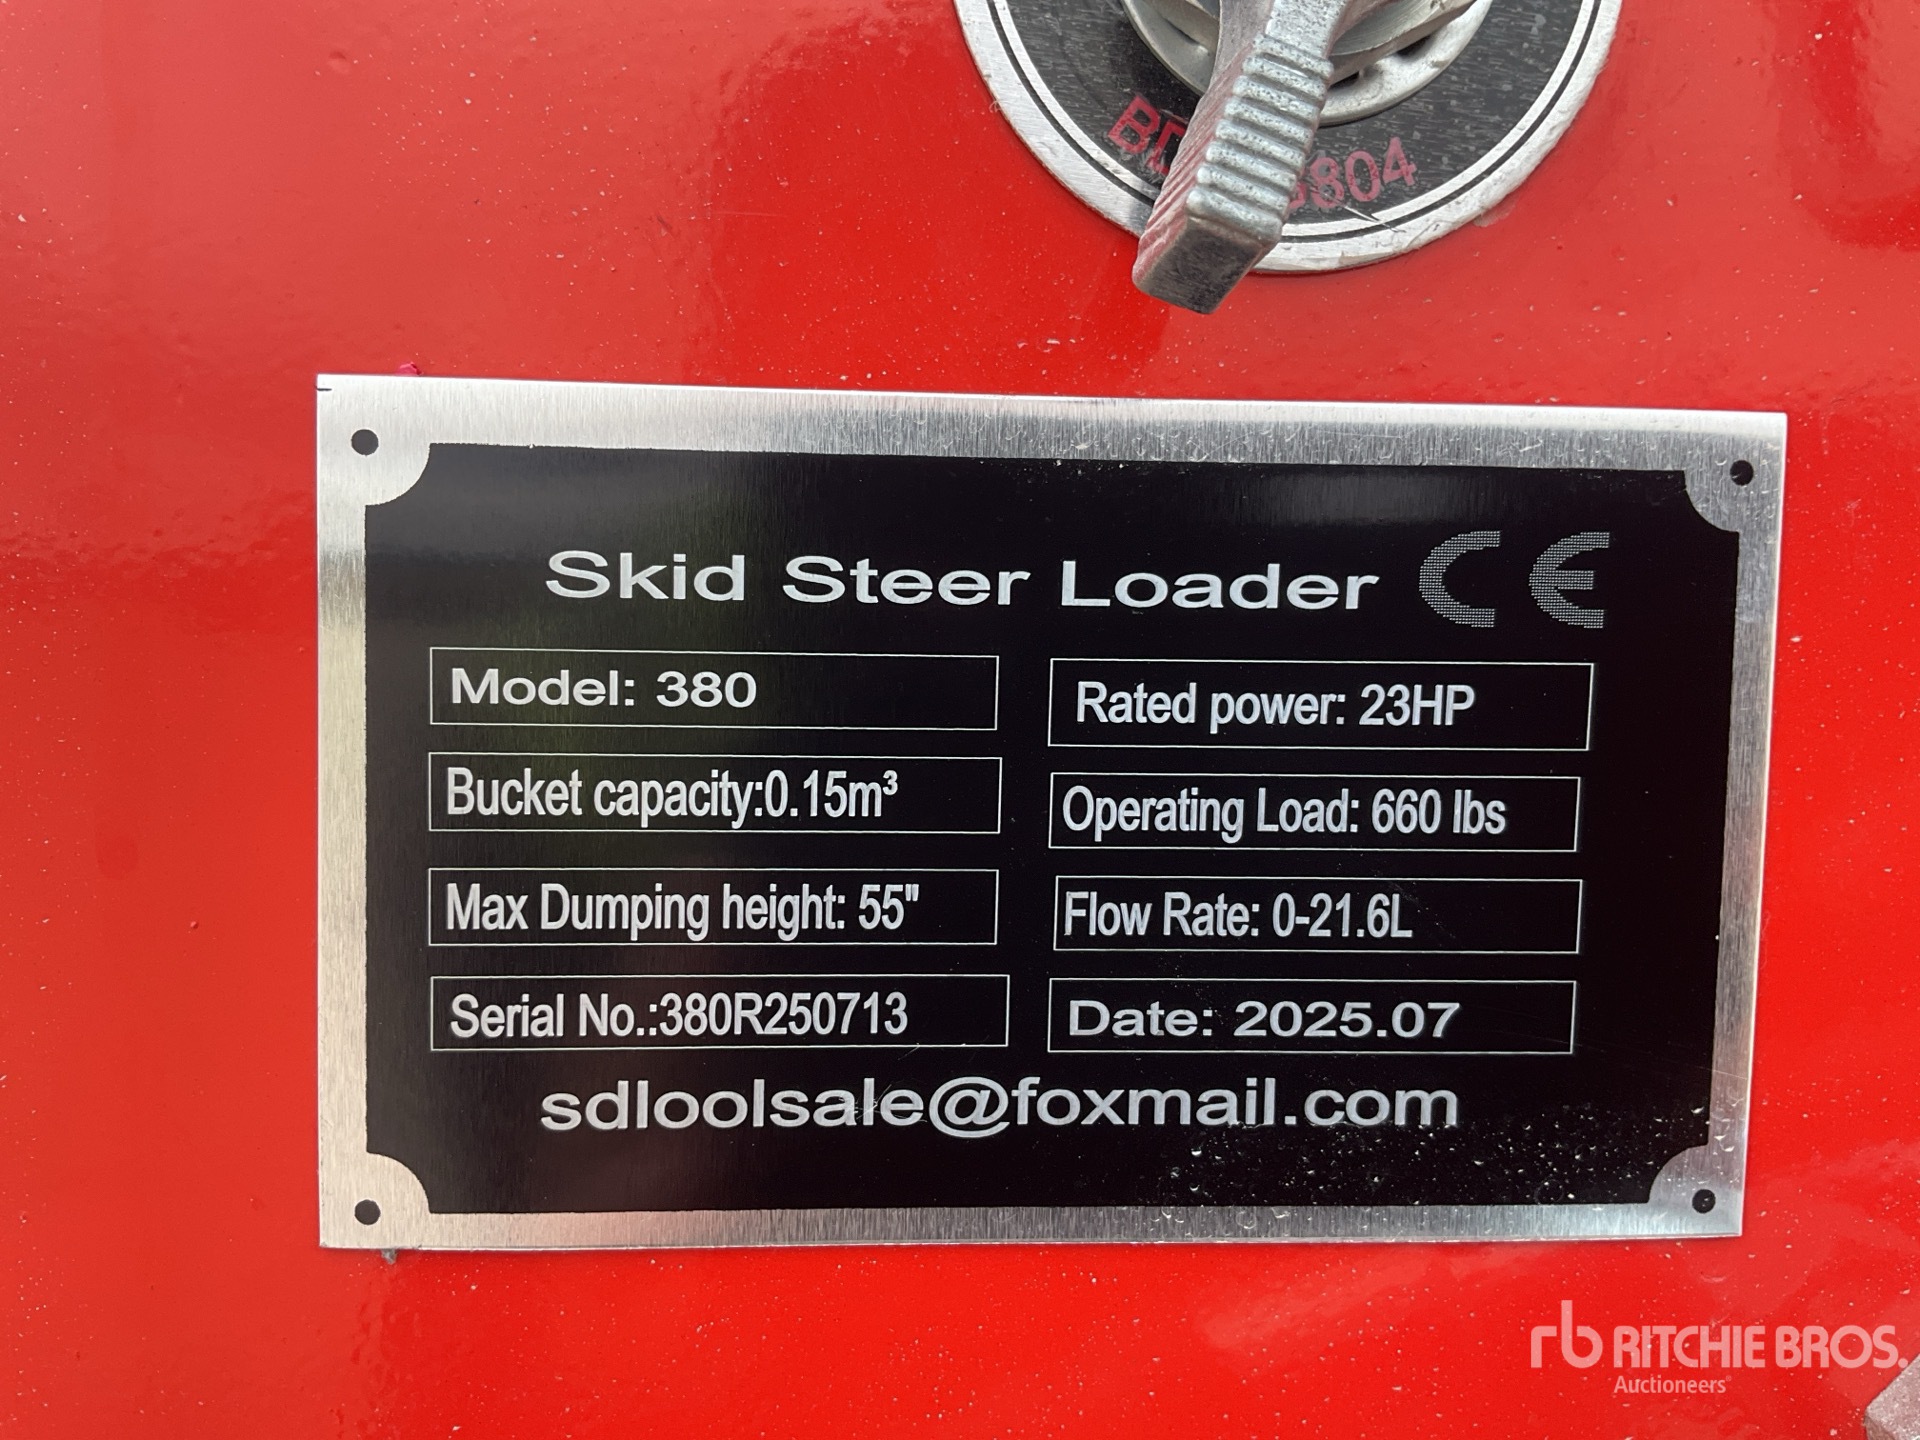 804
Skid Steer Loader CE
Model: 380
Rated power: 23HP
Bucket capacity:0.15m³
Operating Load: 660 lbs
Max Dumping height: 55"
Flow Rate: 0-21.6L
Serial No.:380R250713
Date: 2025.07
sdloolsale@foxmail.com
rb RITCHIE BROS.
Auctioneers